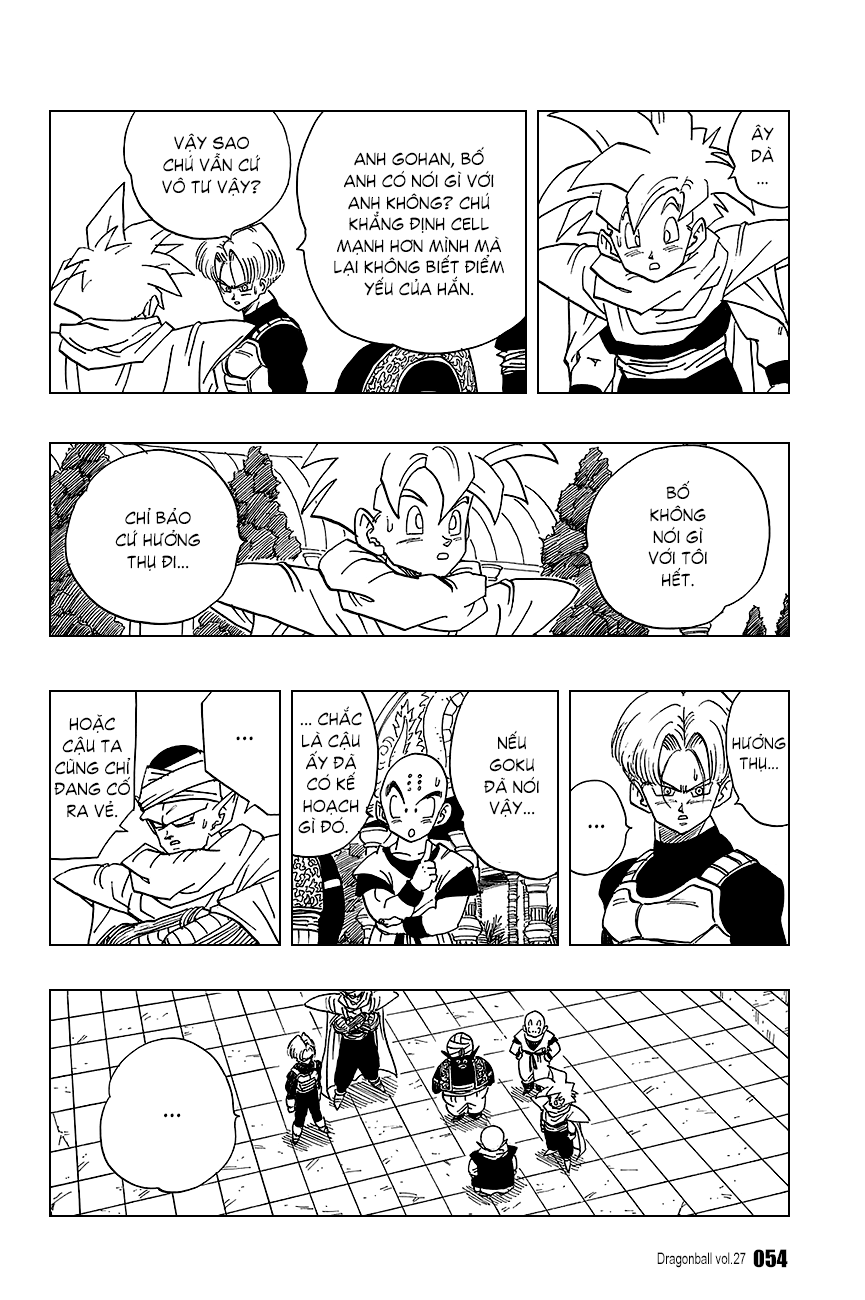 ÂY
DA
...
ANH GOHAN, BỐ
ANH CÓ NÓI GÌ VỚI
ANH KHÔNG? CHÚ
KHẲNG ĐỊNH CELL
MẠNH HƠN MÌNH MÀ
LẠI KHÔNG BIẾT ĐIỂM
YẾU CỦA HẮN.
VẬY SAO
CHÚ VẪN CỨ
VÔ TƯ VẬY?
BỐ
KHÔNG
NÓI GÌ
VỚI TÔI
HẾT.
CHỈ BẢO
CỨ HƯỞNG
THỤ ĐI...
HƯỞNG
THỤ...
...
NẾU
GOKU
ĐÃ NÓI
VẬY...
... CHẮC
LÀ CẬU
ẤY ĐÃ
CÓ KẾ
HOẠCH
GÌ ĐÓ.
...
HOẶC
CẬU TA
CŨNG CHỈ
ĐANG CỐ
RA VẺ.
...
Dragonball vol.27 054